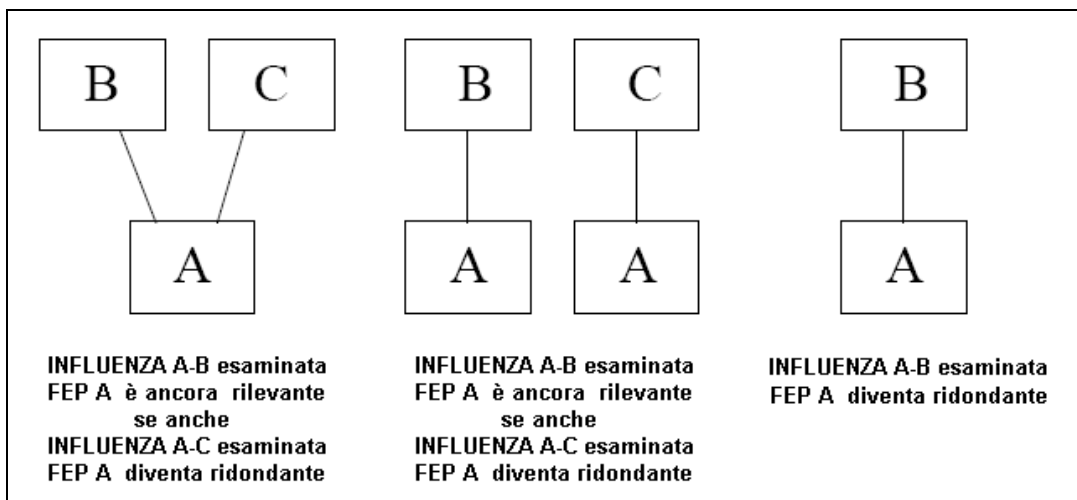 B C
A
INFLUENZA A-B esaminata
FEP A è ancora rilevante
se anche
INFLUENZA A-C esaminata
FEP A diventa ridondante
B C
A A
INFLUENZA A-B esaminata
FEP A è ancora rilevante
se anche
INFLUENZA A-C esaminata
FEP A diventa ridondante
B
A
INFLUENZA A-B esaminata
FEP A diventa ridondante